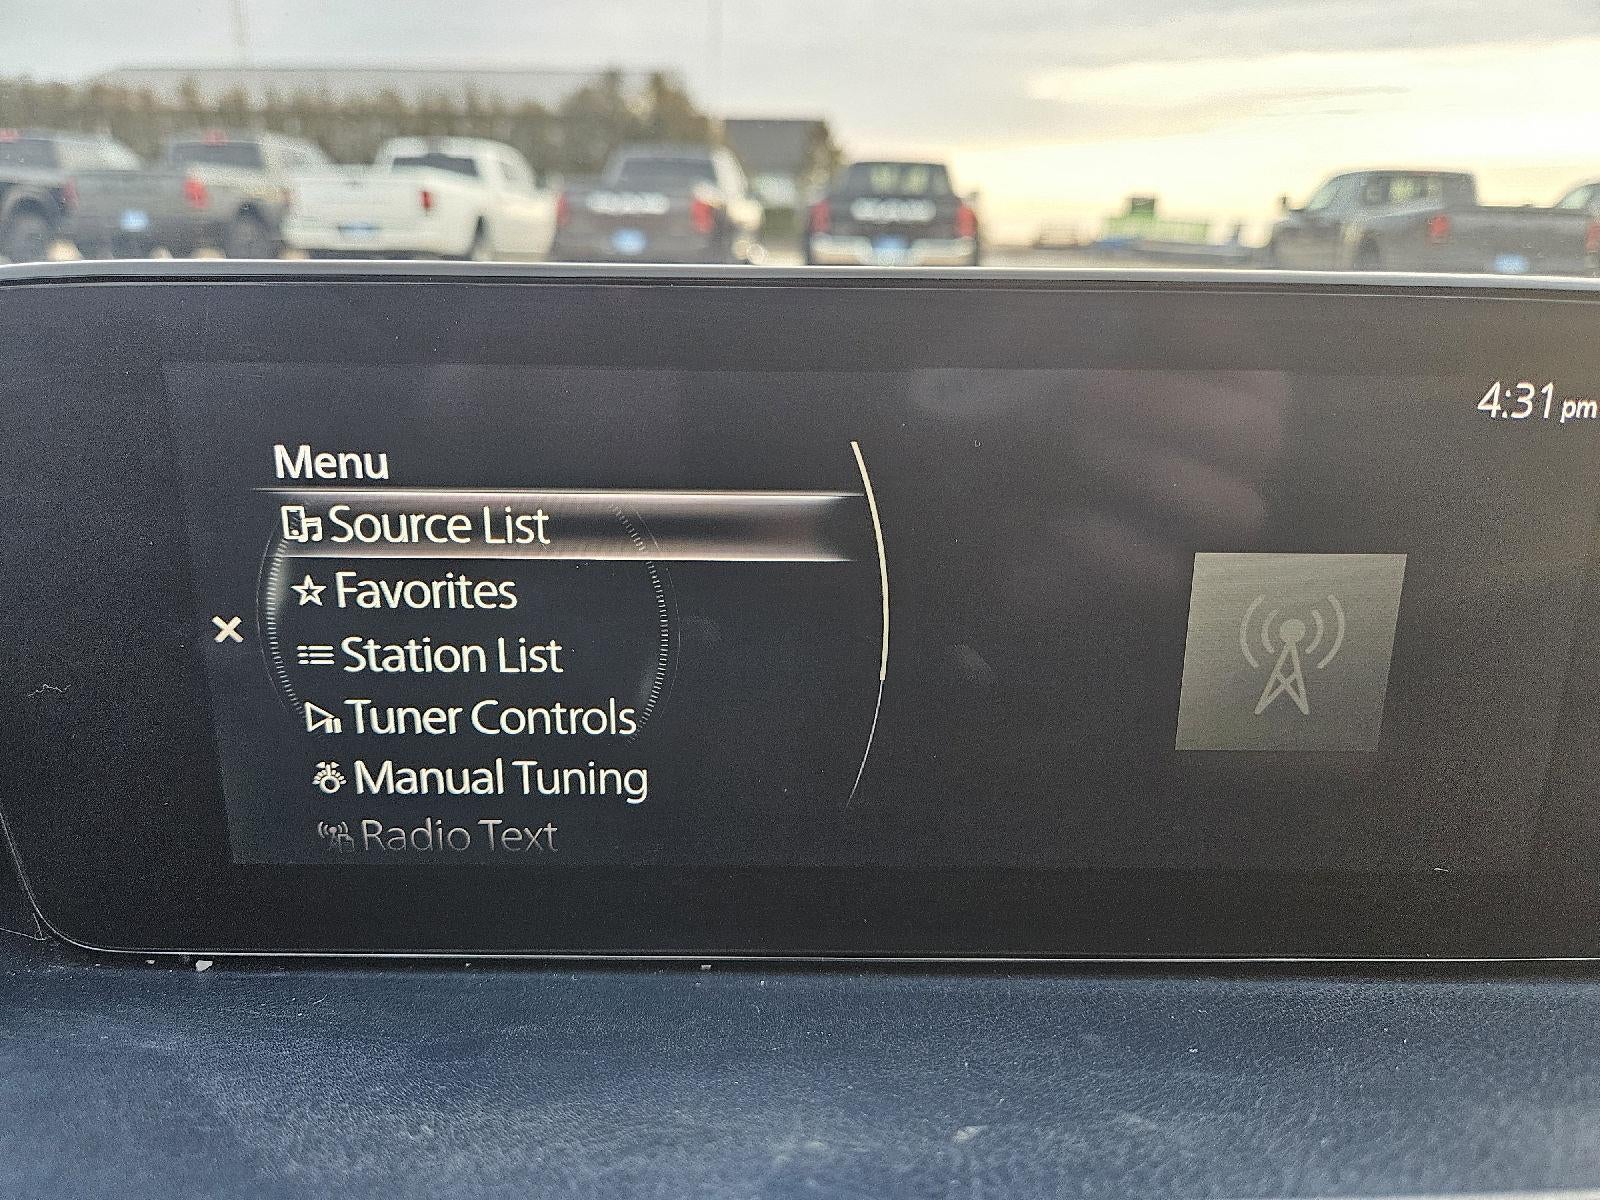 4:31 pm
Menu
Source List
Favorites
Station List
Tuner Controls
Manual Tuning
Radio Text